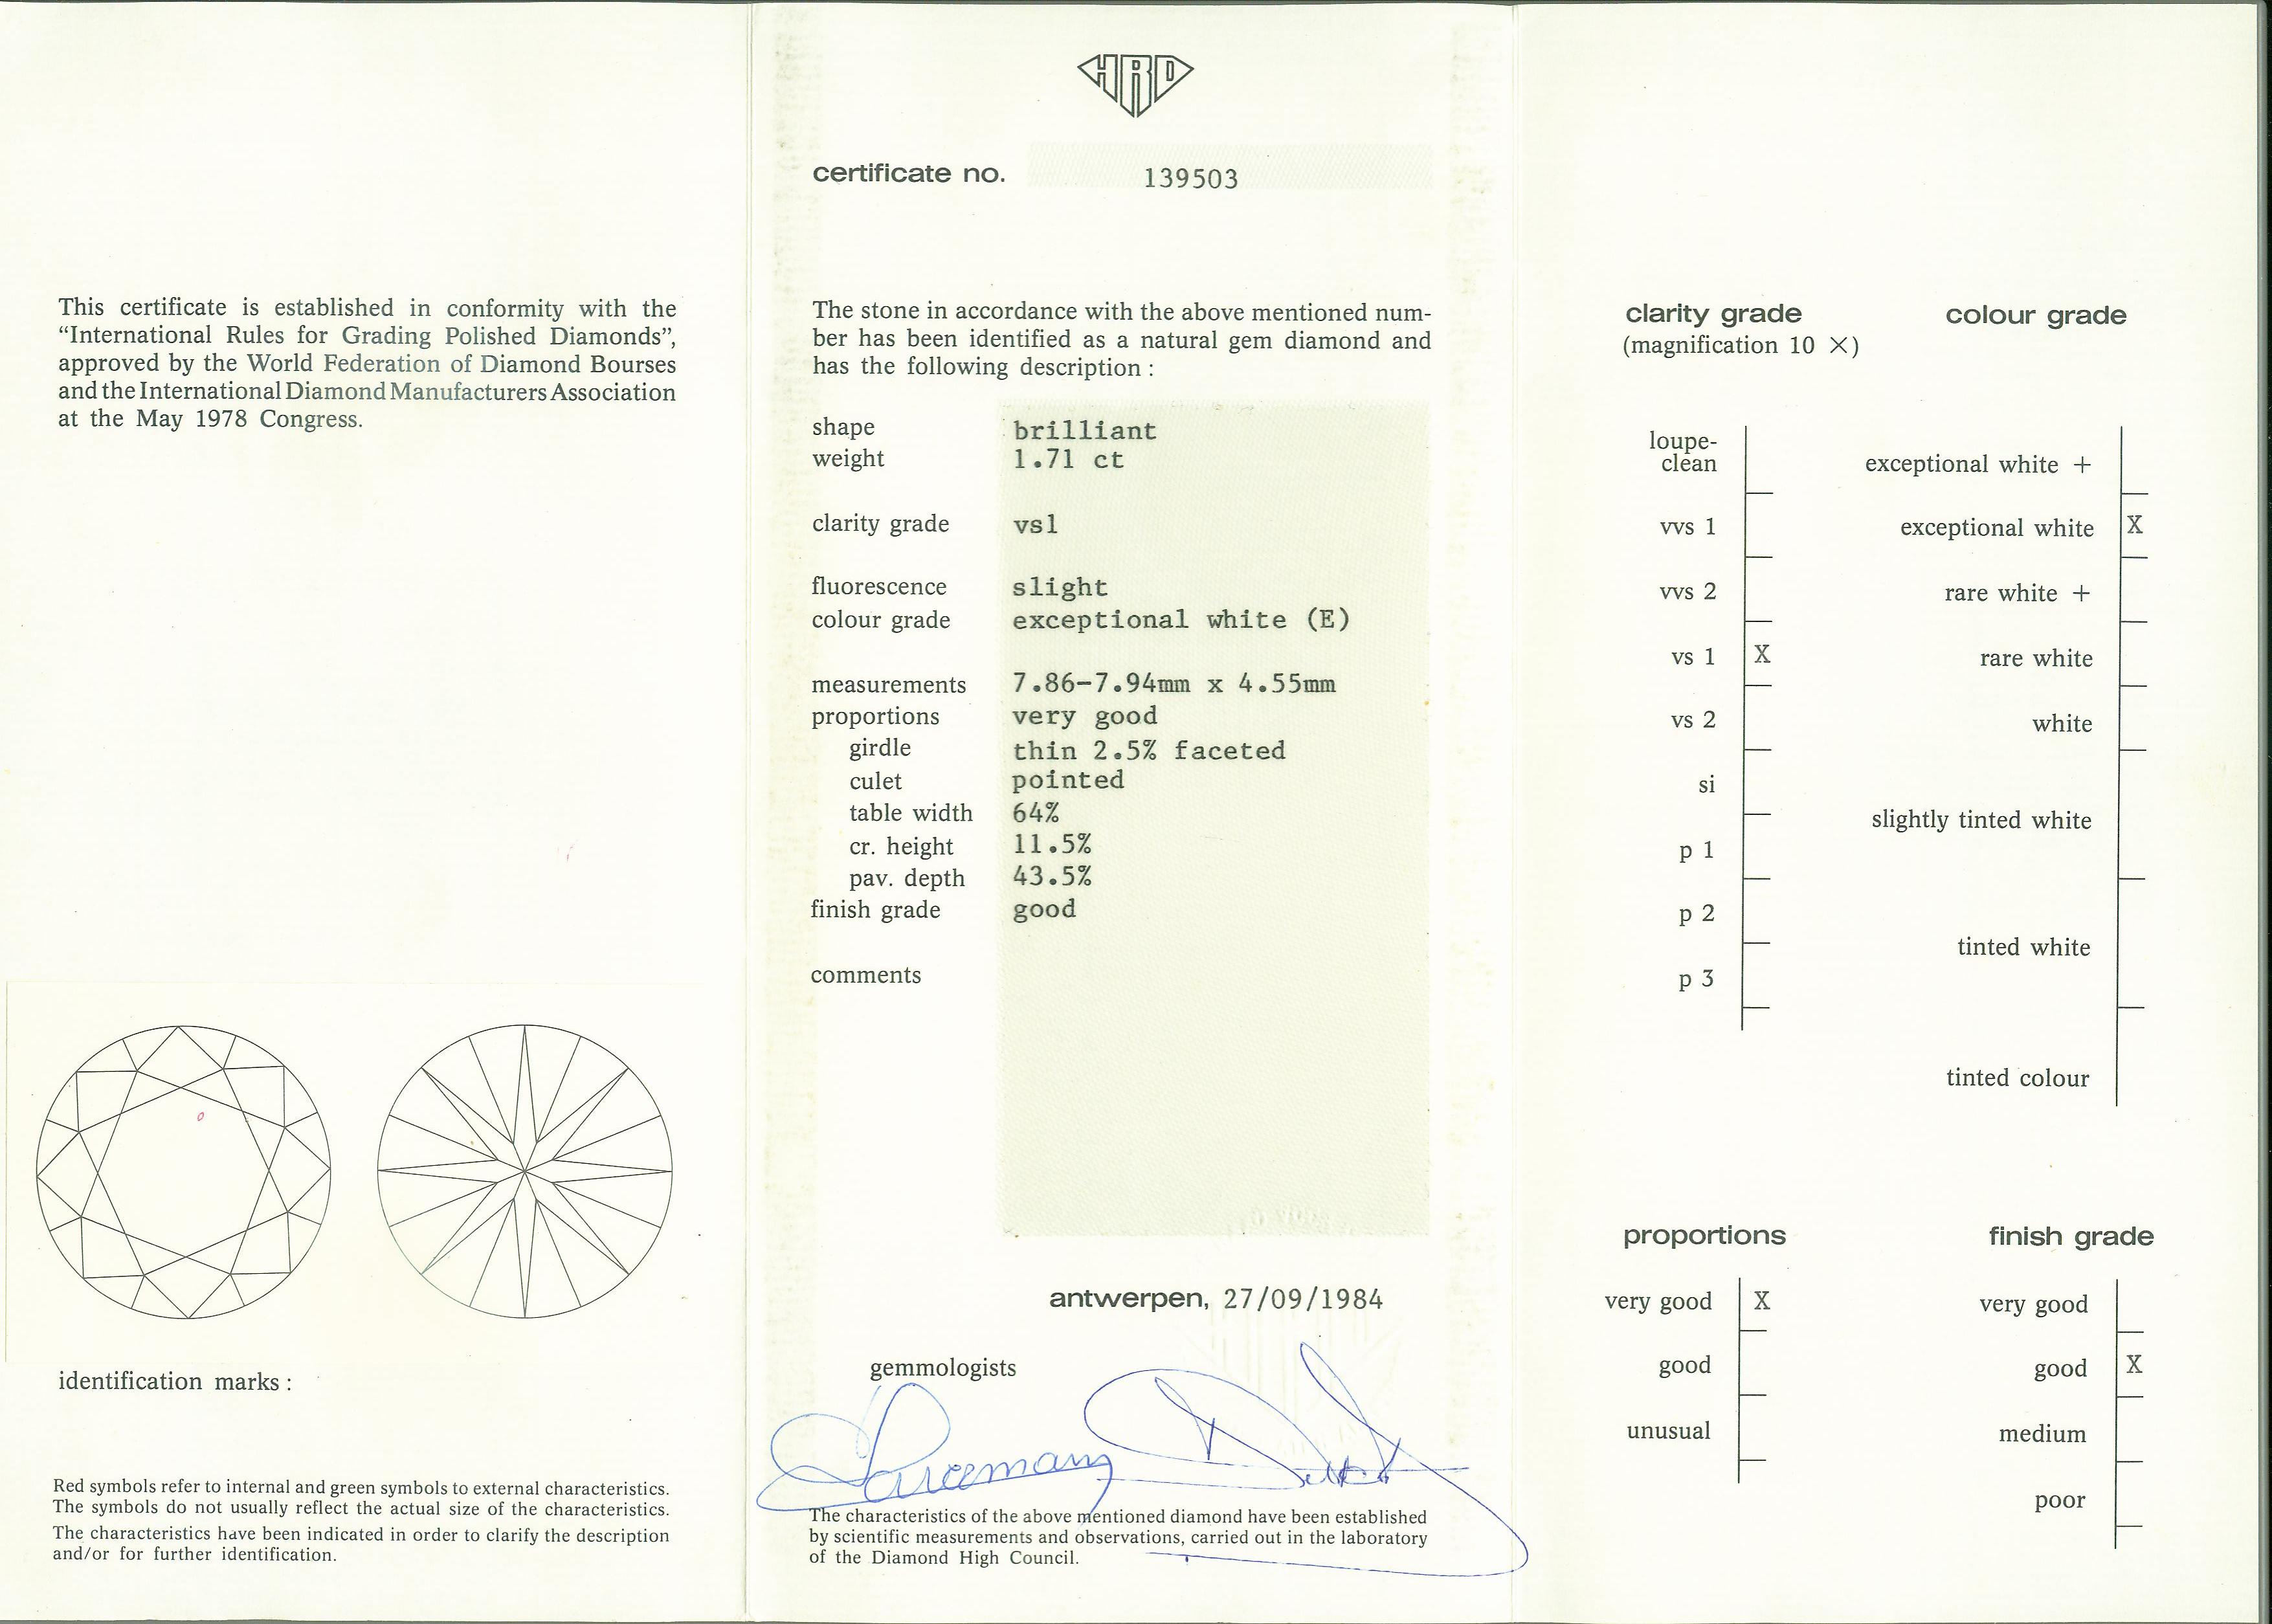 This certificate is established in conformity with the
“International Rules for Grading Polished Diamonds”,
approved by the World Federation of Diamond Bourses
and the International Diamond Manufacturers Association
at the May 1978 Congress.
identification marks :
Red symbols refer to internal and green symbols to external characteristics.
The symbols do not usually reflect the actual size of the characteristics.
The characteristics have been indicated in order to clarify the description
and/or for further identification.
HRD
certificate no. 139503
The stone in accordance with the above mentioned num-
ber has been identified as a natural gem diamond and
has the following description :
shape brilliant
weight 1.71 ct
clarity grade vs1
fluorescence slight
colour grade exceptional white (E)
measurements 7.86-7.94mm x 4.55mm
proportions very good
girdle thin 2.5% faceted
culet pointed
table width 64%
cr. height 11.5%
pav. depth 43.5%
finish grade good
comments
antwerpen, 27/09/1984
gemmologists
The characteristics of the above mentioned diamond have been established
by scientific measurements and observations, carried out in the laboratory
of the Diamond High Council.
clarity grade
(magnification 10 ×)
loupe-
clean
vvs 1
vvs 2
vs 1 X
vs 2
si
p 1
p 2
p 3
colour grade
exceptional white +
exceptional white X
rare white +
rare white
white
slightly tinted white
tinted white
tinted colour
proportions
very good X
good
unusual
finish grade
very good
good X
medium
poor